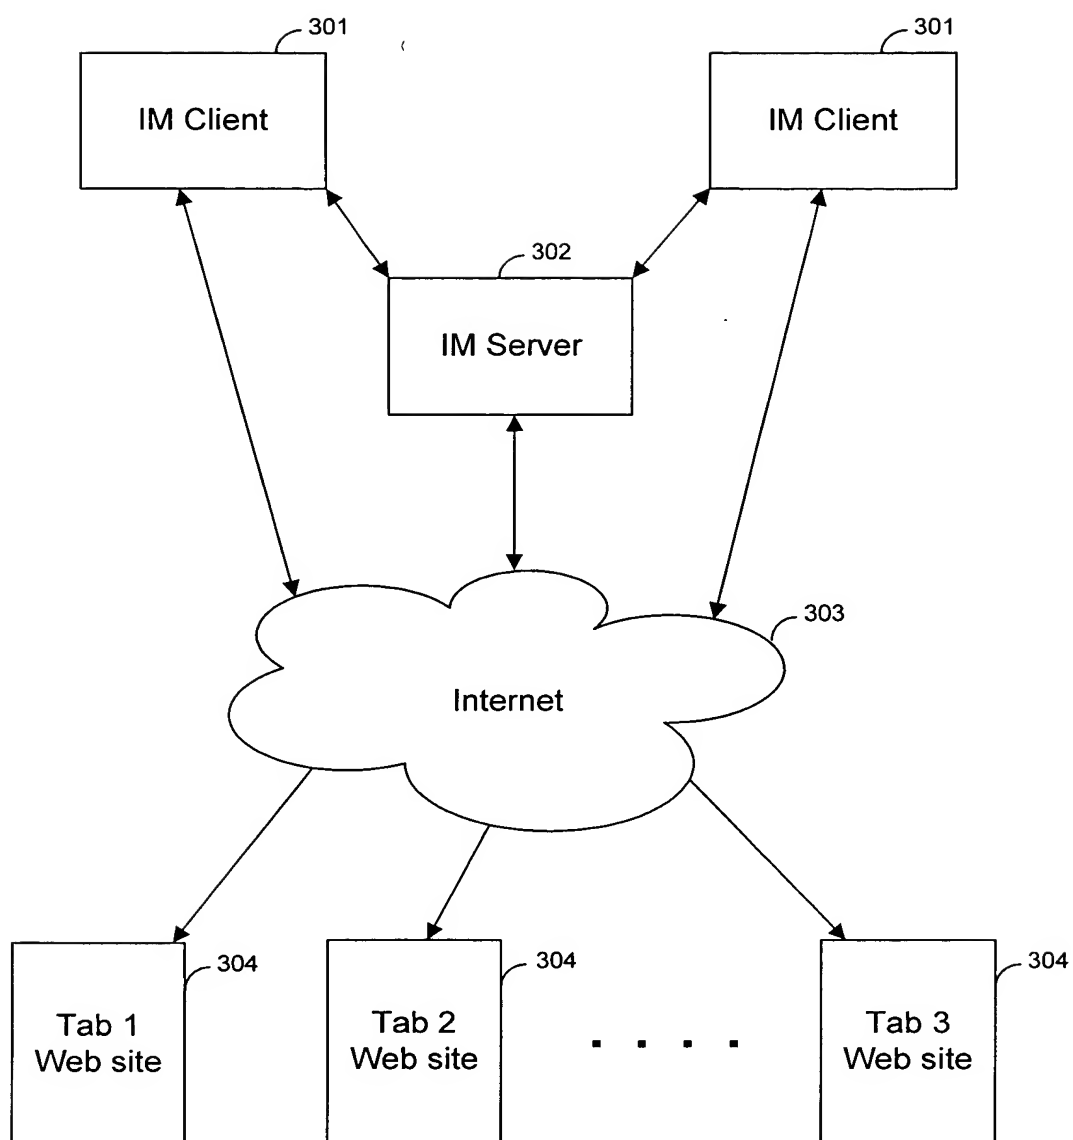 301
301
IM Client
IM Client
302
IM Server
303
Internet
304
304
304
Tab 1
Web site
Tab 2
Web site
Tab 3
Web site